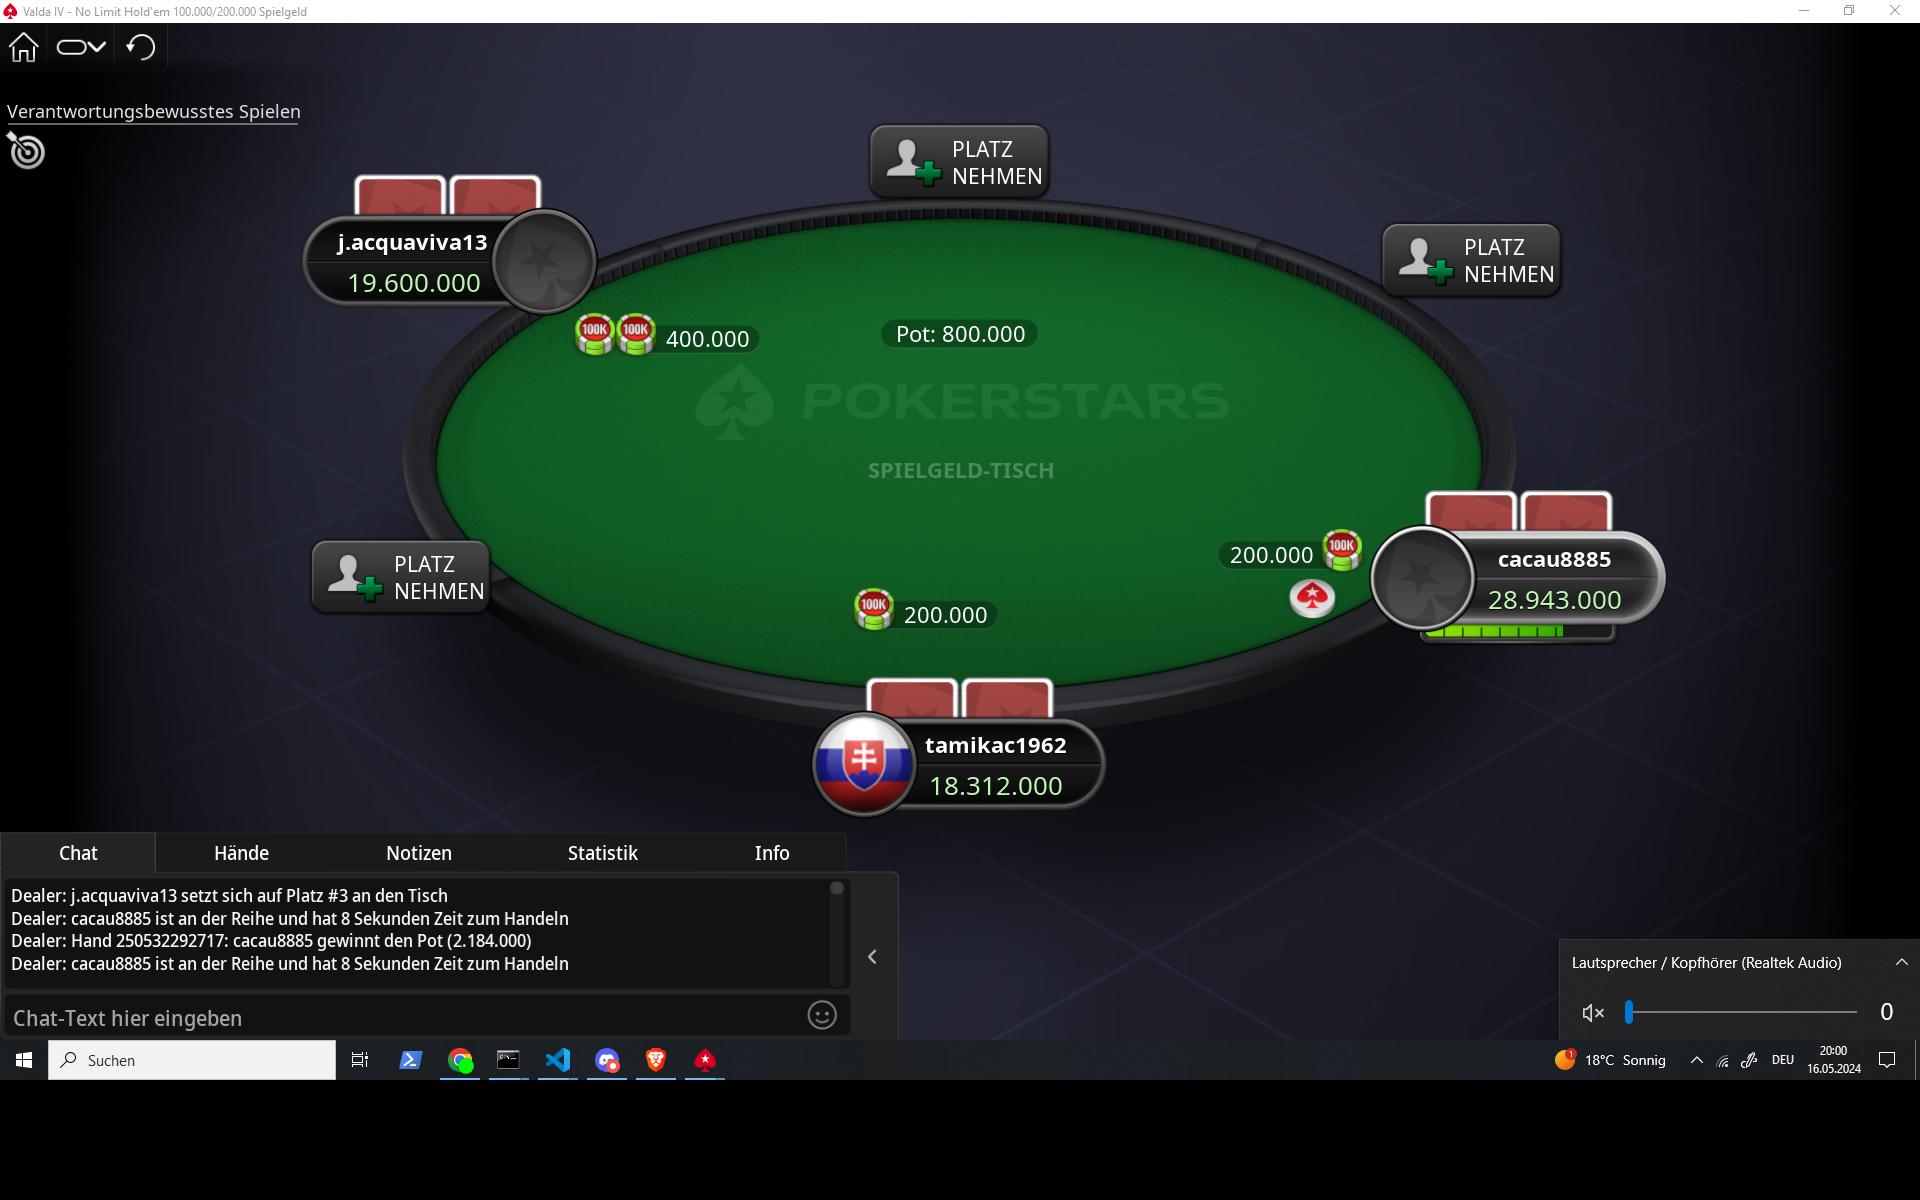 Valda IV - No Limit Hold'em 100.000/200.000 Spielgeld
Verantwortungsbewusstes Spielen
PLATZ
NEHMEN
j.acquaviva13
19.600.000
PLATZ
NEHMEN
100K 100K 400.000
Pot: 800.000
POKERSTARS
SPIELGELD-TISCH
PLATZ
NEHMEN
200.000 100K
cacau8885
28.943.000
100K 200.000
tamikac1962
18.312.000
Chat Hände Notizen Statistik Info
Dealer: j.acquaviva13 setzt sich auf Platz #3 an den Tisch
Dealer: cacau8885 ist an der Reihe und hat 8 Sekunden Zeit zum Handeln
Dealer: Hand 250532292717: cacau8885 gewinnt den Pot (2.184.000)
Dealer: cacau8885 ist an der Reihe und hat 8 Sekunden Zeit zum Handeln
Chat-Text hier eingeben
Lautsprecher / Kopfhörer (Realtek Audio)
0
Suchen
1
18°C Sonnig
DEU
20:00
16.05.2024